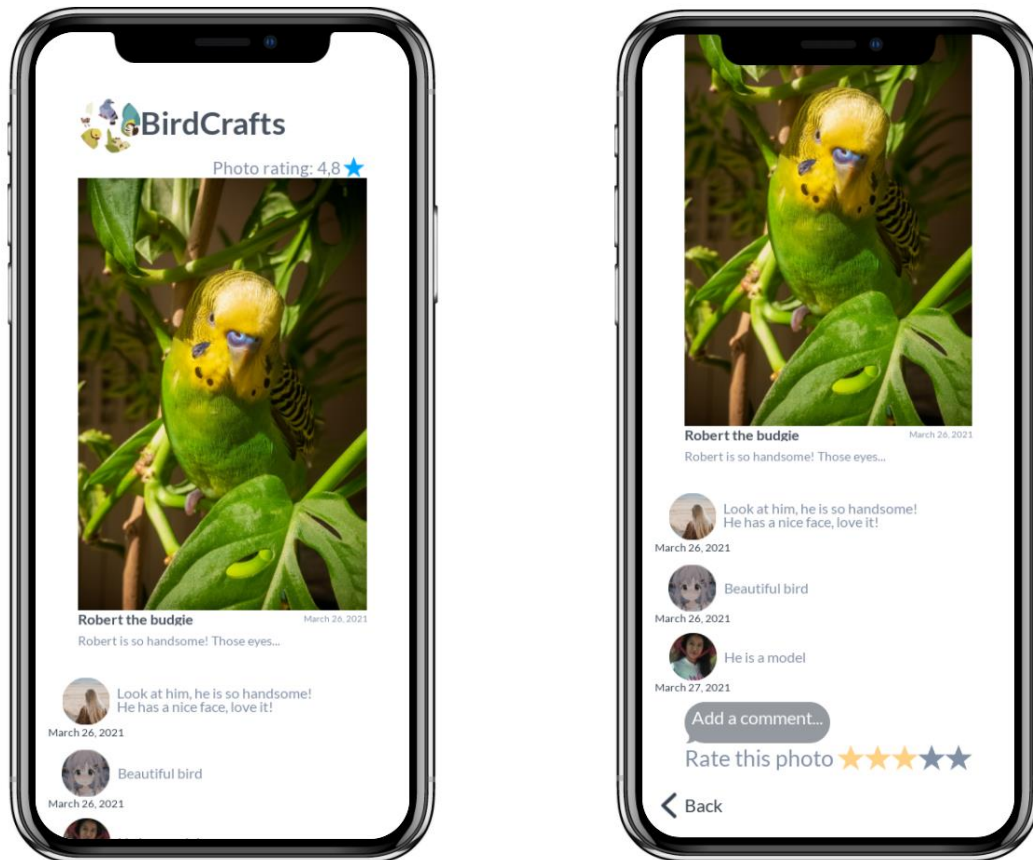 BirdCrafts
Photo rating: 4,8
Robert the budgie
March 26, 2021
Robert is so handsome! Those eyes...
Look at him, he is so handsome!
He has a nice face, love it!
March 26, 2021
Beautiful bird
March 26, 2021
Robert the budgie
March 26, 2021
Robert is so handsome! Those eyes...
Look at him, he is so handsome!
He has a nice face, love it!
March 26, 2021
Beautiful bird
March 26, 2021
He is a model
March 27, 2021
Add a comment...
Rate this photo
Back